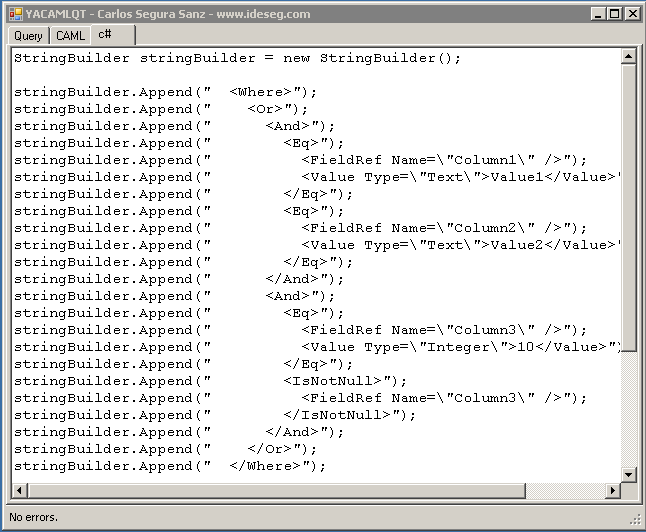 YACAMLQT - Carlos Segura Sanz - www.ideseg.com
Query CAML c#
StringBuilder stringBuilder = new StringBuilder();
stringBuilder.Append("  <Where>");
stringBuilder.Append("    <Or>");
stringBuilder.Append("      <And>");
stringBuilder.Append("        <Eq>");
stringBuilder.Append("          <FieldRef Name=\"Column1\" />");
stringBuilder.Append("          <Value Type=\"Text\">Value1</Value>"
stringBuilder.Append("        </Eq>");
stringBuilder.Append("        <Eq>");
stringBuilder.Append("          <FieldRef Name=\"Column2\" />");
stringBuilder.Append("          <Value Type=\"Text\">Value2</Value>"
stringBuilder.Append("        </Eq>");
stringBuilder.Append("      </And>");
stringBuilder.Append("      <And>");
stringBuilder.Append("        <Eq>");
stringBuilder.Append("          <FieldRef Name=\"Column3\" />");
stringBuilder.Append("          <Value Type=\"Integer\">10</Value>")
stringBuilder.Append("        </Eq>");
stringBuilder.Append("        <IsNotNull>");
stringBuilder.Append("          <FieldRef Name=\"Column3\" />");
stringBuilder.Append("        </IsNotNull>");
stringBuilder.Append("      </And>");
stringBuilder.Append("    </Or>");
stringBuilder.Append("  </Where>");
No errors.